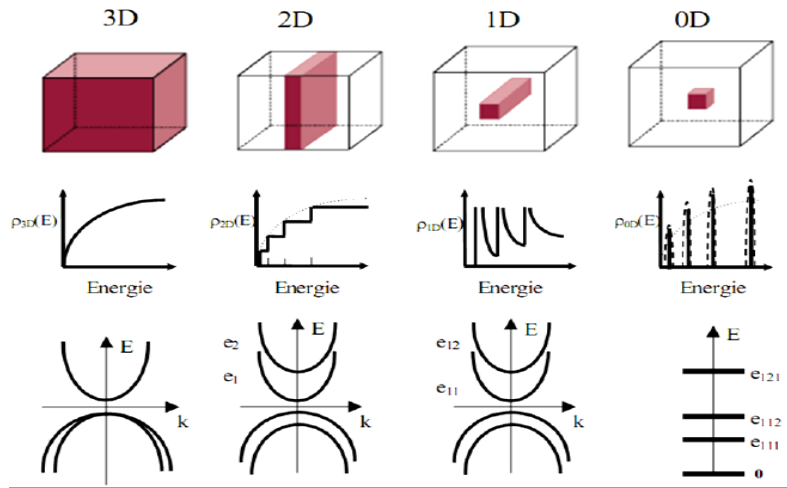 3D 2D 1D 0D
ρ3D(E) ρ2D(E) ρ1D(E) ρ0D(E)
Energie Energie Energie Energie
E E E E
e2 e12
e1 e11
e121
e112
e111
k k k
0